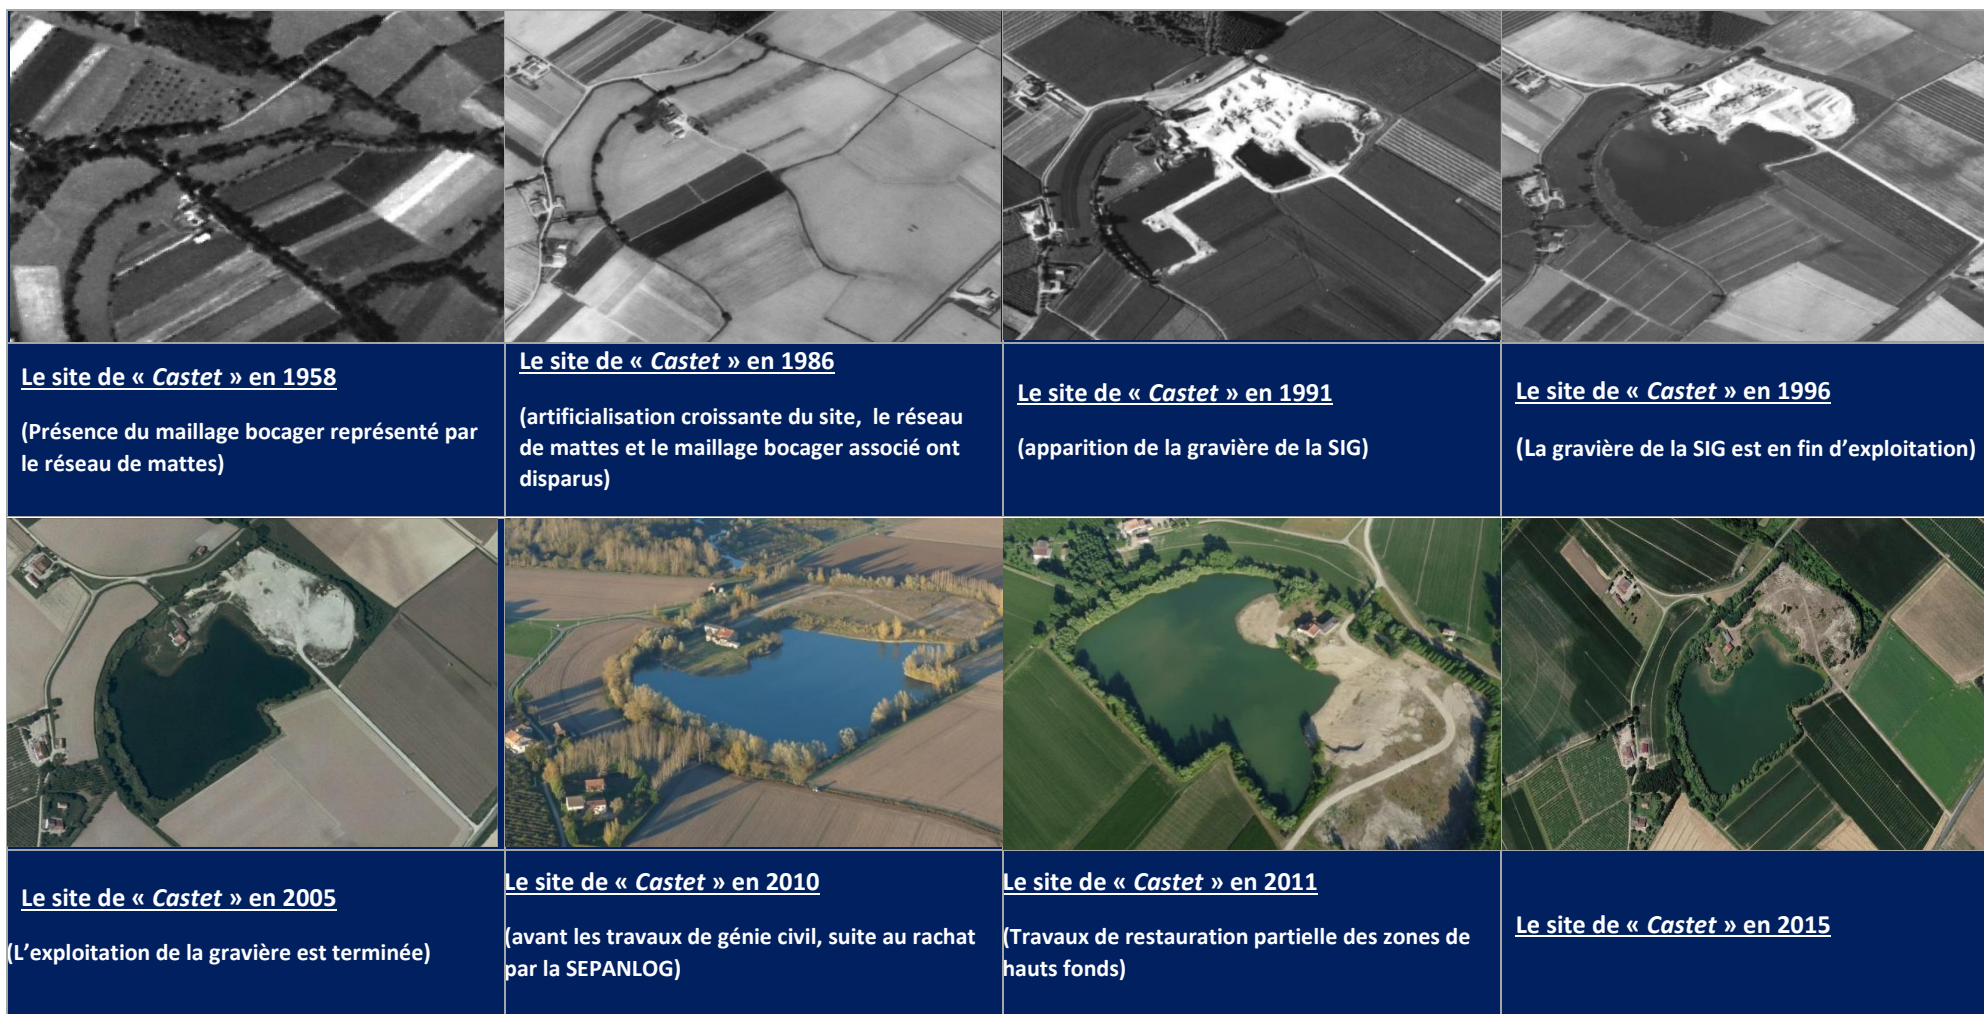 Le site de « Castet » en 1958
(Présence du maillage bocager représenté par
le réseau de mattes)
Le site de « Castet » en 1986
(artificialisation croissante du site, le réseau
de mattes et le maillage bocager associé ont
disparus)
Le site de « Castet » en 1991
(apparition de la gravière de la SIG)
Le site de « Castet » en 1996
(La gravière de la SIG est en fin d’exploitation)
Le site de « Castet » en 2005
(L’exploitation de la gravière est terminée)
Le site de « Castet » en 2010
(avant les travaux de génie civil, suite au rachat
par la SEPANLOG)
Le site de « Castet » en 2011
(Travaux de restauration partielle des zones de
hauts fonds)
Le site de « Castet » en 2015